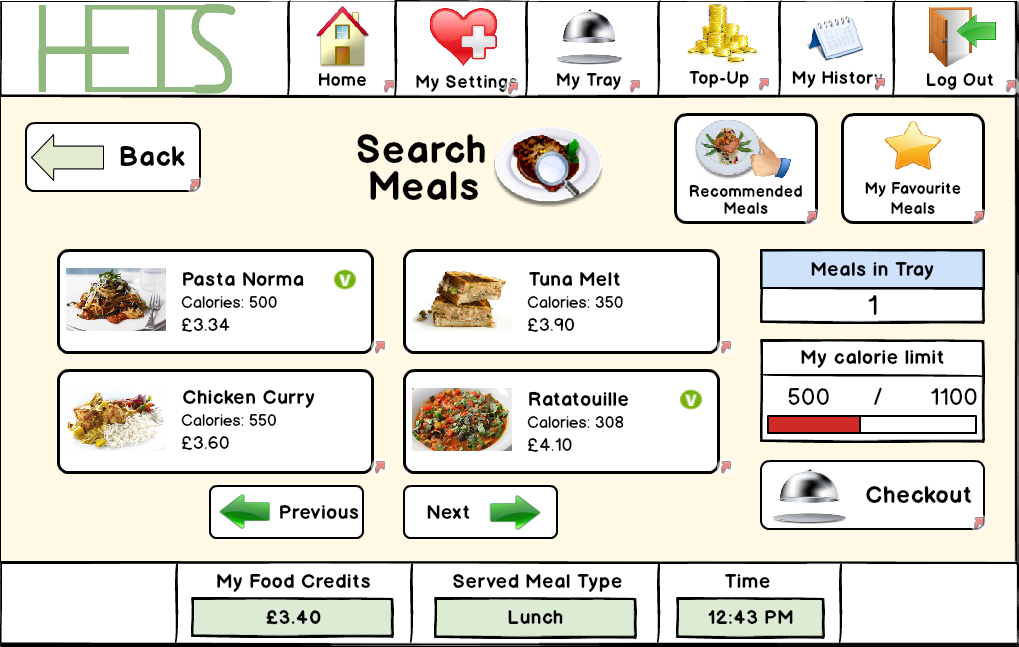 HETS
Home
My Settings
My Tray
Top-Up
My History
Log Out
Back
Search
Meals
Recommended
Meals
My Favourite
Meals
Pasta Norma
V
Calories: 500
£3.34
Tuna Melt
Calories: 350
£3.90
Meals in Tray
1
Chicken Curry
Calories: 550
£3.60
Ratatouille
V
Calories: 308
£4.10
My calorie limit
500 / 1100
Previous
Next
Checkout
My Food Credits
£3.40
Served Meal Type
Lunch
Time
12:43 PM